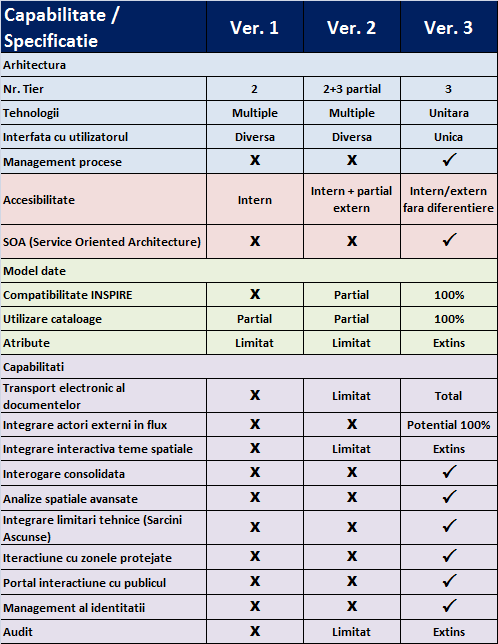 Capabilitate / Specificatie Ver. 1 Ver. 2 Ver. 3
Arhitectura
Nr. Tier 2 2+3 partial 3
Tehnologii Multiple Multiple Unitara
Interfata cu utilizatorul Diversa Diversa Unica
Management procese X X ✓
Accesibilitate Intern Intern + partial extern Intern/extern fara diferentiere
SOA (Service Oriented Architecture) X X ✓
Model date
Compatibilitate INSPIRE X Partial 100%
Utilizare cataloage Partial Partial 100%
Atribute Limitat Limitat Extins
Capabilitati
Transport electronic al documentelor X Limitat Total
Integrare actori externi in flux X X Potential 100%
Integrare interactiva teme spatiale X Limitat Extins
Interogare consolidata X X ✓
Analize spatiale avansate X X ✓
Integrare limitari tehnice (Sarcini Ascunse) X X ✓
Iteractiune cu zonele protejate X X ✓
Portal interactiune cu publicul X X ✓
Management al identitatii X X ✓
Audit X Limitat Extins